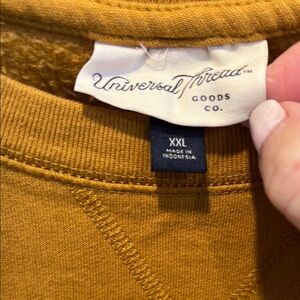 Universal Thread™
GOODS
CO.
XXL
MADE IN
INDONESIA